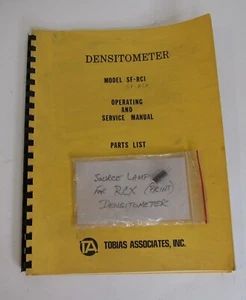 DENSITOMETER
MODEL SF-RCI
OPERATING
AND
SERVICE MANUAL
PARTS LIST
SOURCE LAMP
FOR RCX (PRINT)
DENSITOMETER
TA TOBIAS ASSOCIATES, INC.